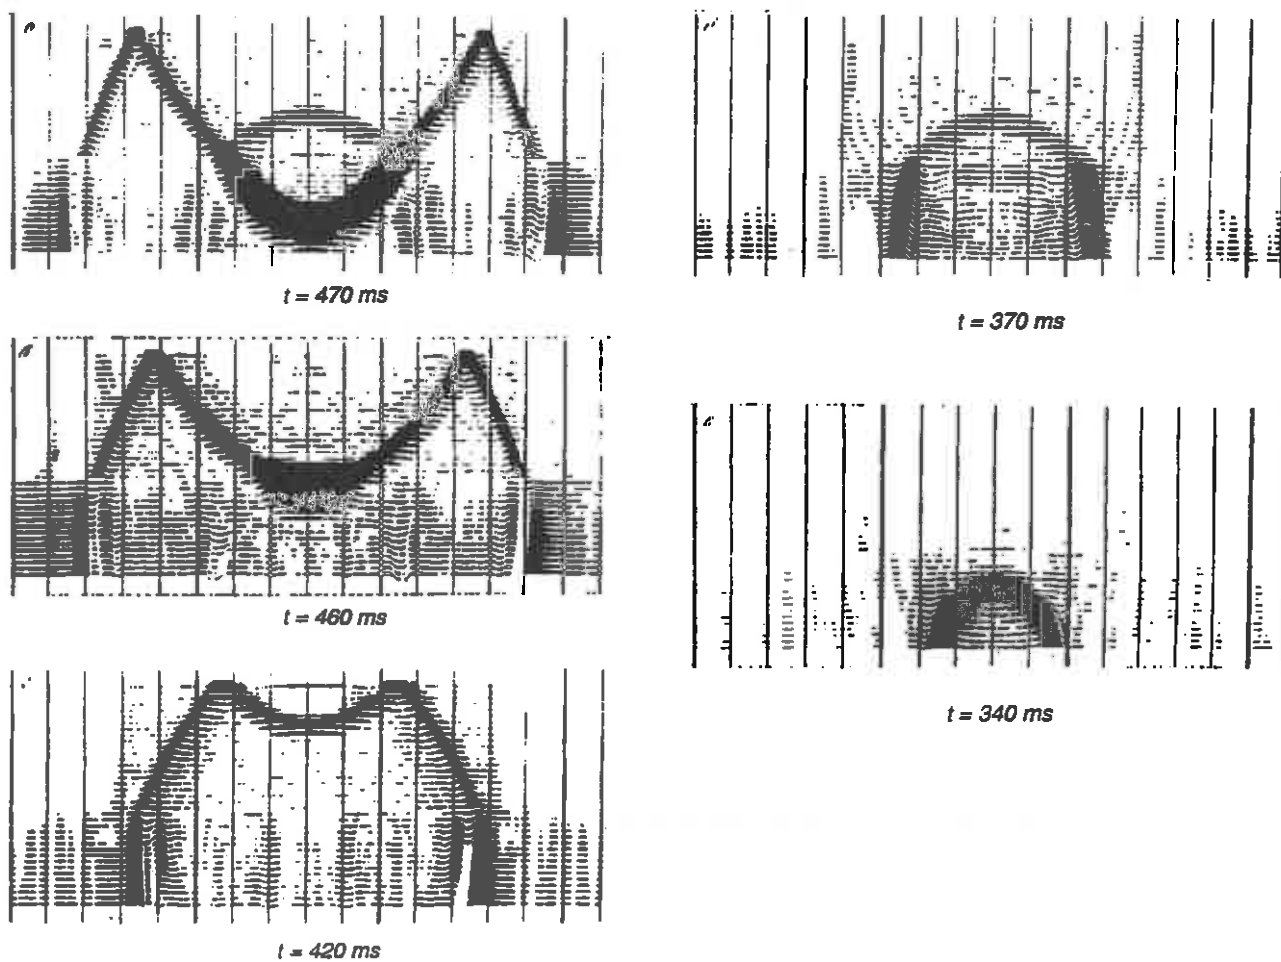 t = 470 ms
t = 460 ms
t = 420 ms
t = 370 ms
t = 340 ms